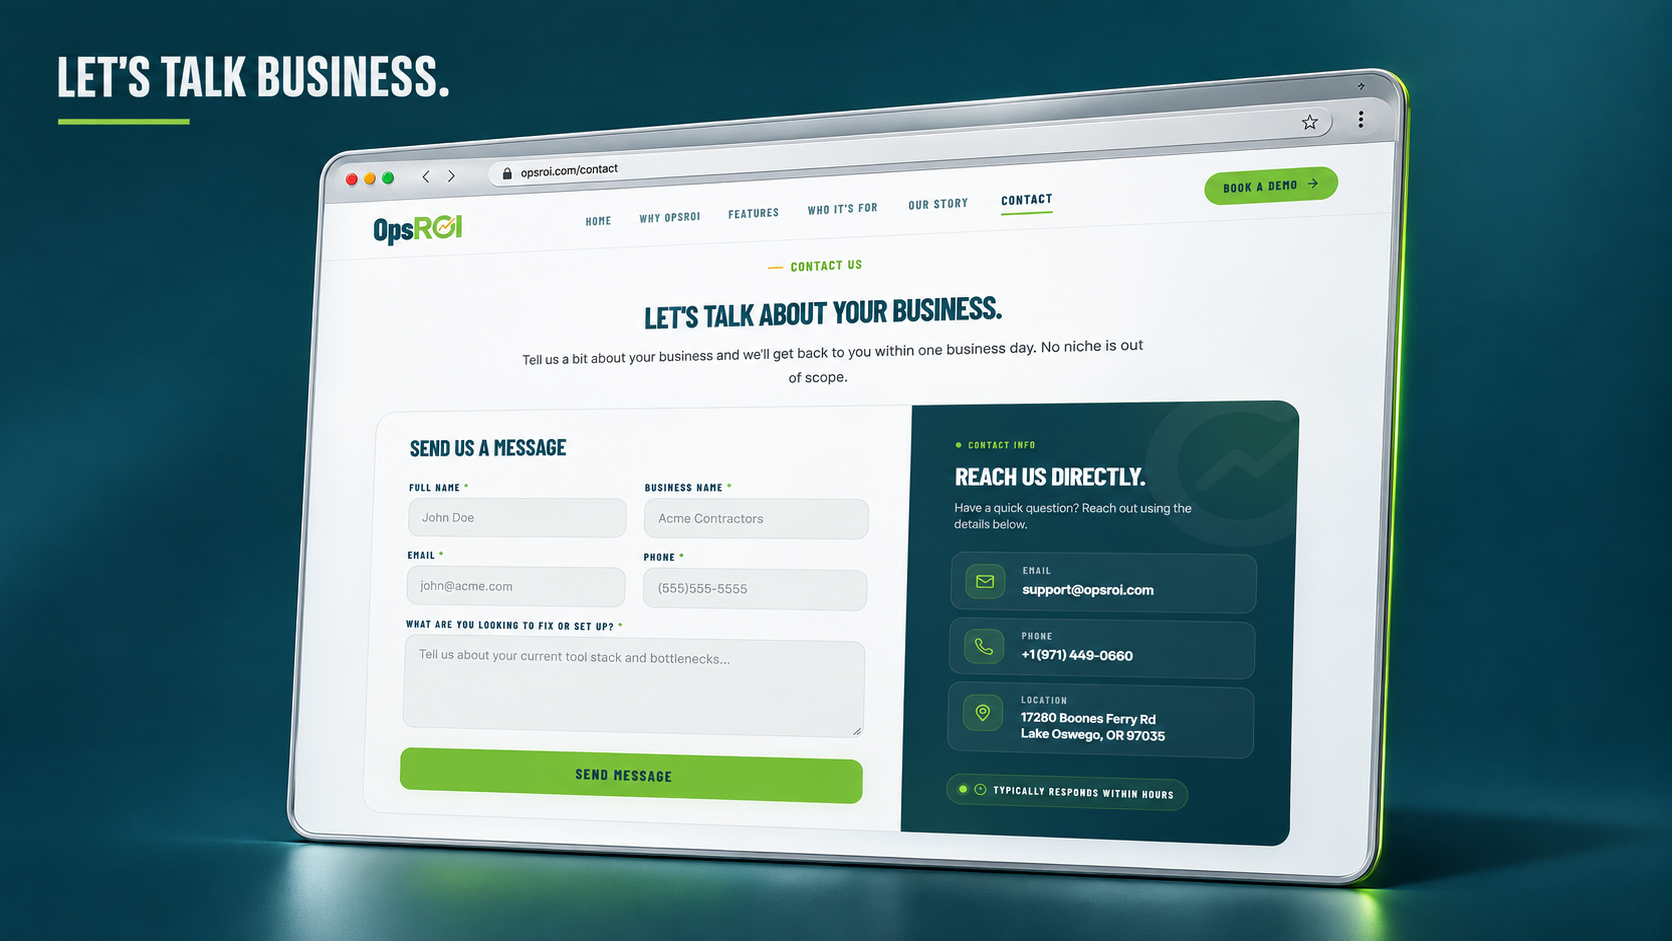 LET'S TALK BUSINESS.
opsroi.com/contact
OpsROI
HOME
WHY OPSROI
FEATURES
WHO IT'S FOR
OUR STORY
CONTACT
BOOK A DEMO →
CONTACT US
LET'S TALK ABOUT YOUR BUSINESS.
Tell us a bit about your business and we'll get back to you within one business day. No niche is out
of scope.
SEND US A MESSAGE
FULL NAME *
BUSINESS NAME *
John Doe
Acme Contractors
EMAIL *
PHONE *
john@acme.com
(555)555-5555
WHAT ARE YOU LOOKING TO FIX OR SET UP? *
Tell us about your current tool stack and bottlenecks...
SEND MESSAGE
CONTACT INFO
REACH US DIRECTLY.
Have a quick question? Reach out using the
details below.
EMAIL
support@opsroi.com
PHONE
+1 (971) 449-0660
LOCATION
17280 Boones Ferry Rd
Lake Oswego, OR 97035
TYPICALLY RESPONDS WITHIN HOURS